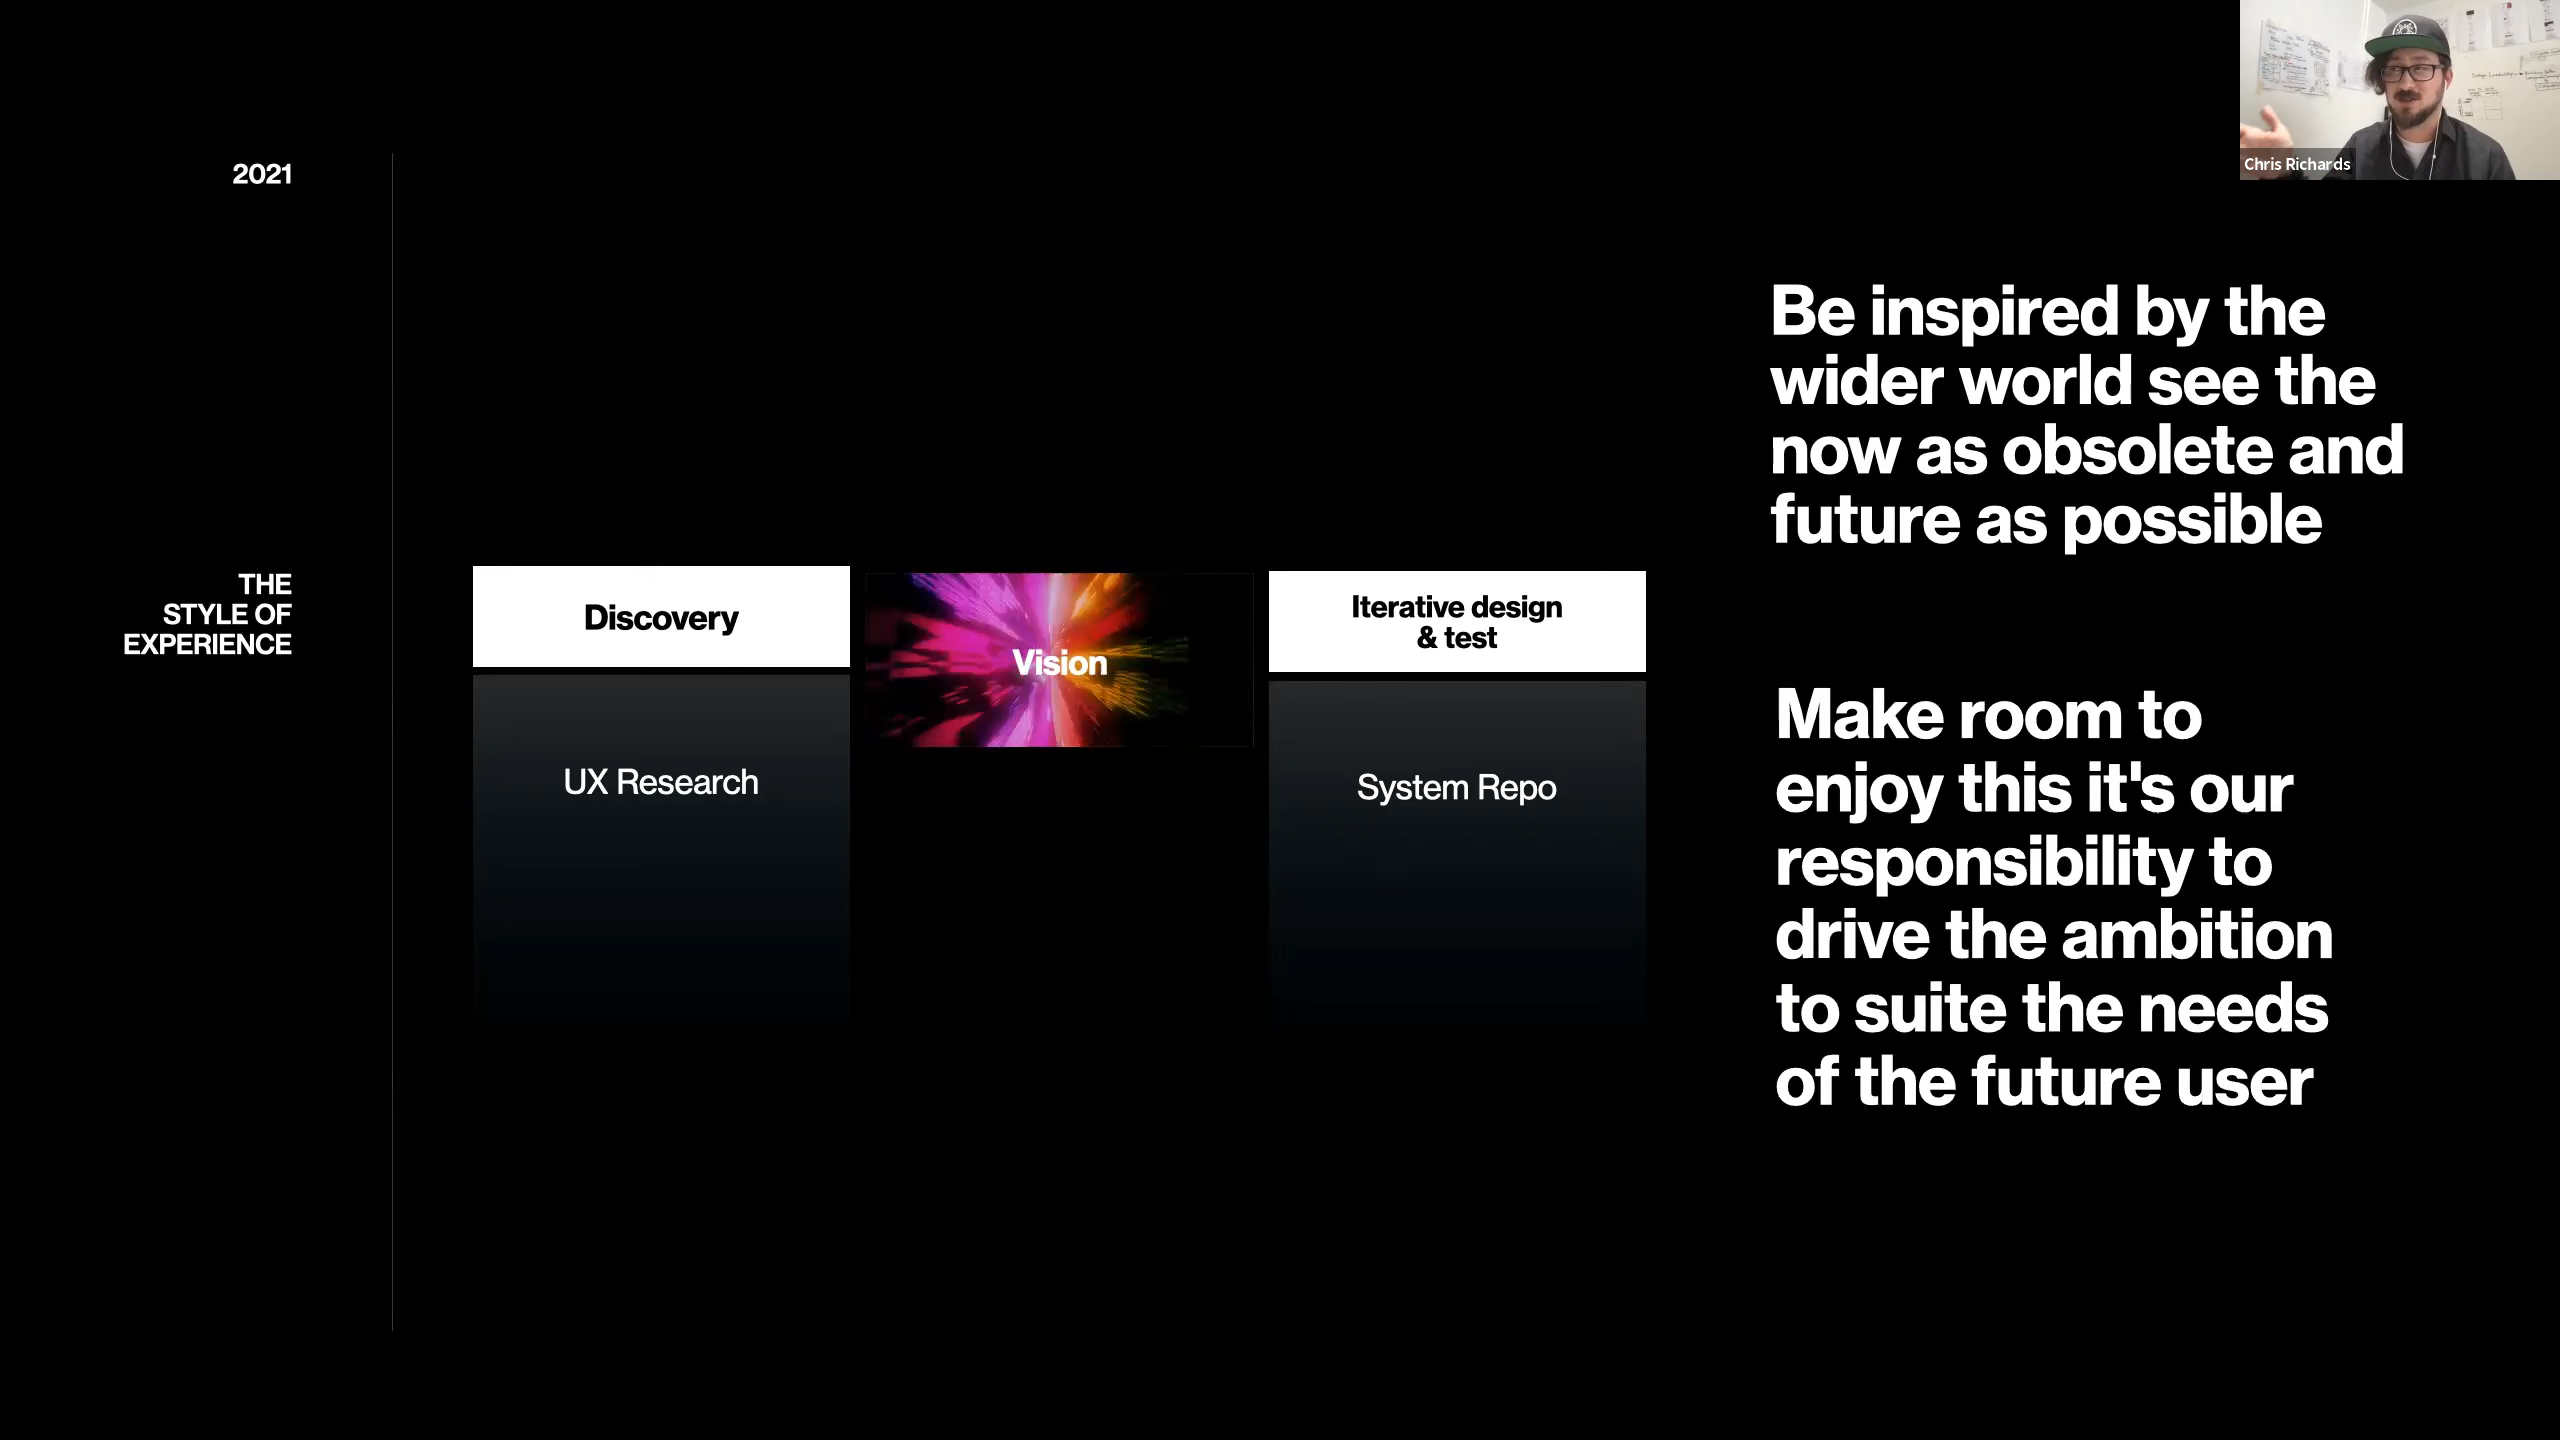 2021
Chris Richards
Be inspired by the
wider world see the
now as obsolete and
future as possible
THE
STYLE OF
EXPERIENCE
Discovery
Vision
Iterative design
& test
UX Research
System Repo
Make room to
enjoy this it's our
responsibility to
drive the ambition
to suite the needs
of the future user